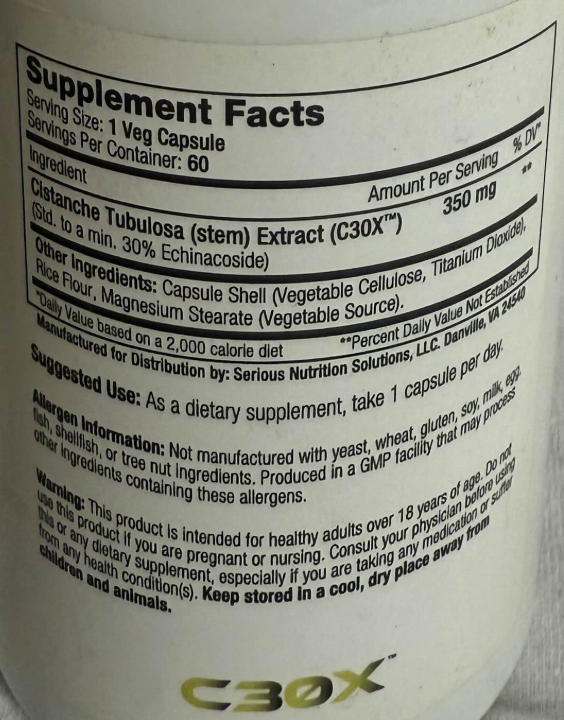 Supplement Facts
Serving Size: 1 Veg Capsule
Servings Per Container: 60
Ingredient Amount Per Serving % DV*
Cistanche Tubulosa (stem) Extract (C30X™) 350 mg **
(Std. to a min. 30% Echinacoside)
Other Ingredients: Capsule Shell (Vegetable Cellulose, Titanium Dioxide),
Rice Flour, Magnesium Stearate (Vegetable Source).
*Daily Value based on a 2,000 calorie diet **Percent Daily Value Not Established
Manufactured for Distribution by: Serious Nutrition Solutions, LLC. Danville, VA 24540
Suggested Use: As a dietary supplement, take 1 capsule per day.
Allergen Information: Not manufactured with yeast, wheat, gluten, soy, milk, egg,
fish, shellfish, or tree nut ingredients. Produced in a GMP facility that may process
other ingredients containing these allergens.
Warning: This product is intended for healthy adults over 18 years of age. Do not
use this product if you are pregnant or nursing. Consult your physician before using
this or any dietary supplement, especially if you are taking any medication or suffer
from any health condition(s). Keep stored in a cool, dry place away from
children and animals.
C30X™